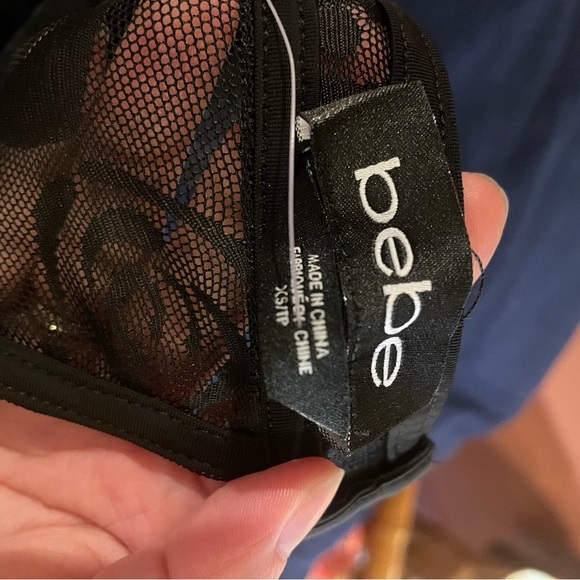 bebe
MADE IN CHINA
FABRIQUÉ EN CHINE
XS/TP